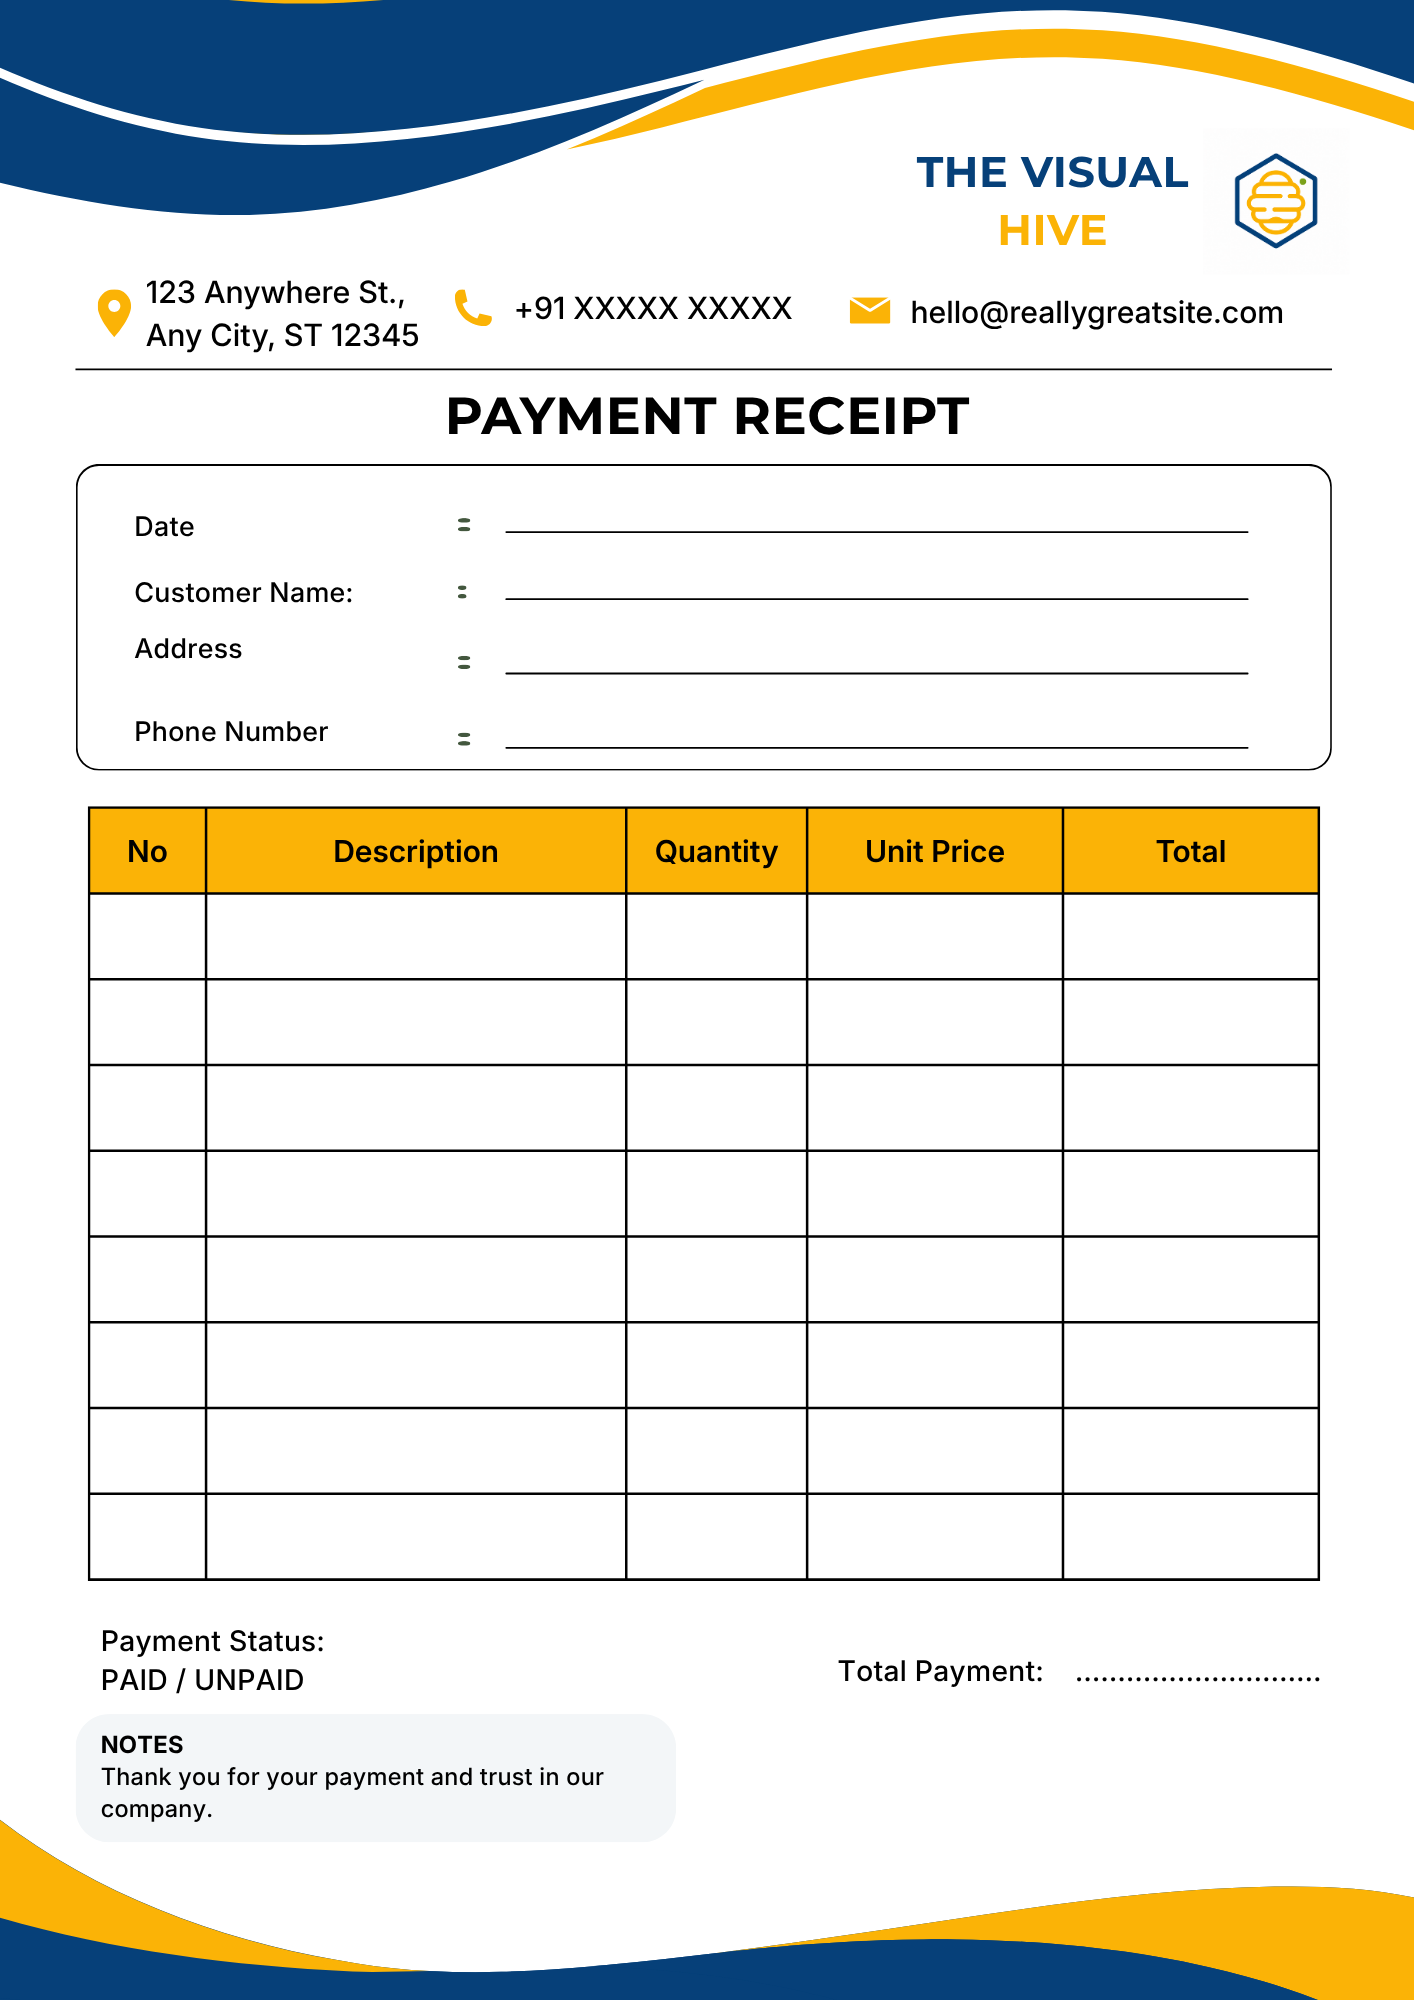 THE VISUAL
HIVE
123 Anywhere St.,
Any City, ST 12345
+91 XXXXX XXXXX
hello@reallygreatsite.com
PAYMENT RECEIPT
Date :
Customer Name: :
Address :
Phone Number :
No Description Quantity Unit Price Total
Payment Status:
PAID / UNPAID
Total Payment: .............................
NOTES
Thank you for your payment and trust in our
company.